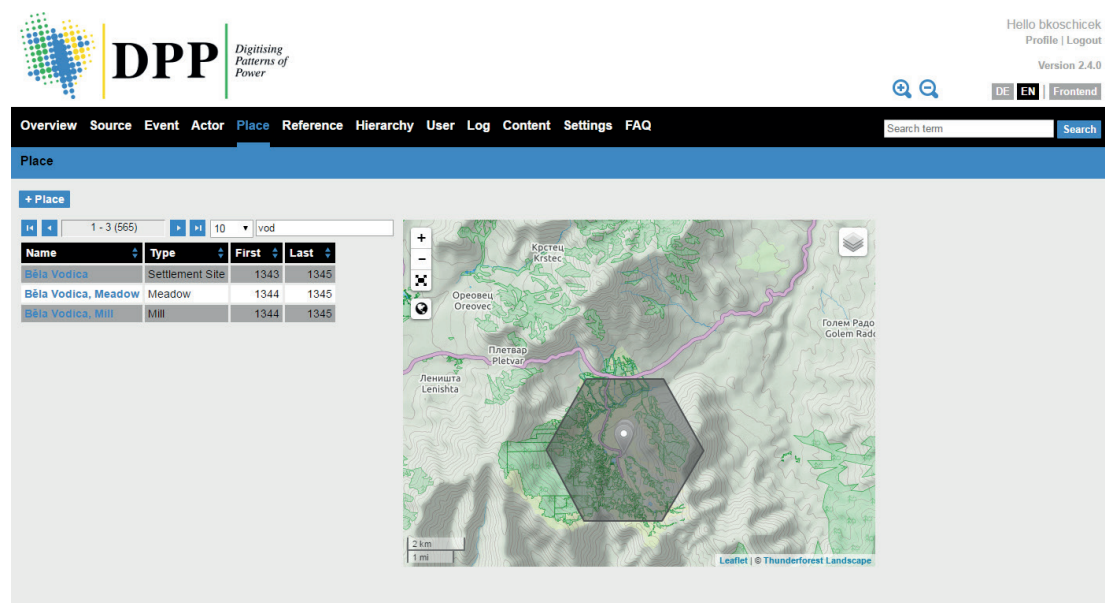 DPP
Digitising
Patterns of
Power
Hello bkoschicek
Profile | Logout
Version 2.4.0
DE EN | Frontend
Overview Source Event Actor Place Reference Hierarchy User Log Content Settings FAQ
Search term Search
Place
+ Place
1 - 3 (565) 10 vod
Name Type First Last
Běla Vodica Settlement Site 1343 1345
Běla Vodica, Meadow Meadow 1344 1345
Běla Vodica, Mill Mill 1344 1345
+
−
Крстец
Krstec
Ореовец
Oreovec
Голем Радо
Golem Rado
Плетвар
Pletvar
Леништа
Lenishta
2 km
1 mi
Leaflet | © Thunderforest Landscape